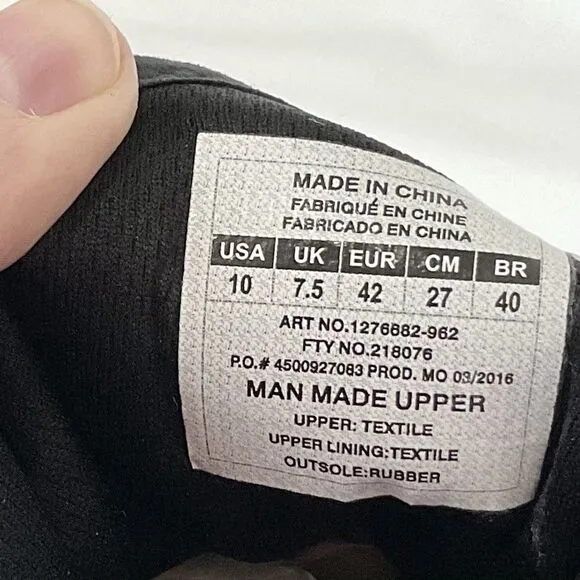 MADE IN CHINA
FABRIQUÉ EN CHINE
FABRICADO EN CHINA
USA UK EUR CM BR
10 7.5 42 27 40
ART NO.1276682-962
FTY NO.218076
P.O.# 4500927083 PROD. MO 03/2016
MAN MADE UPPER
UPPER: TEXTILE
UPPER LINING:TEXTILE
OUTSOLE:RUBBER